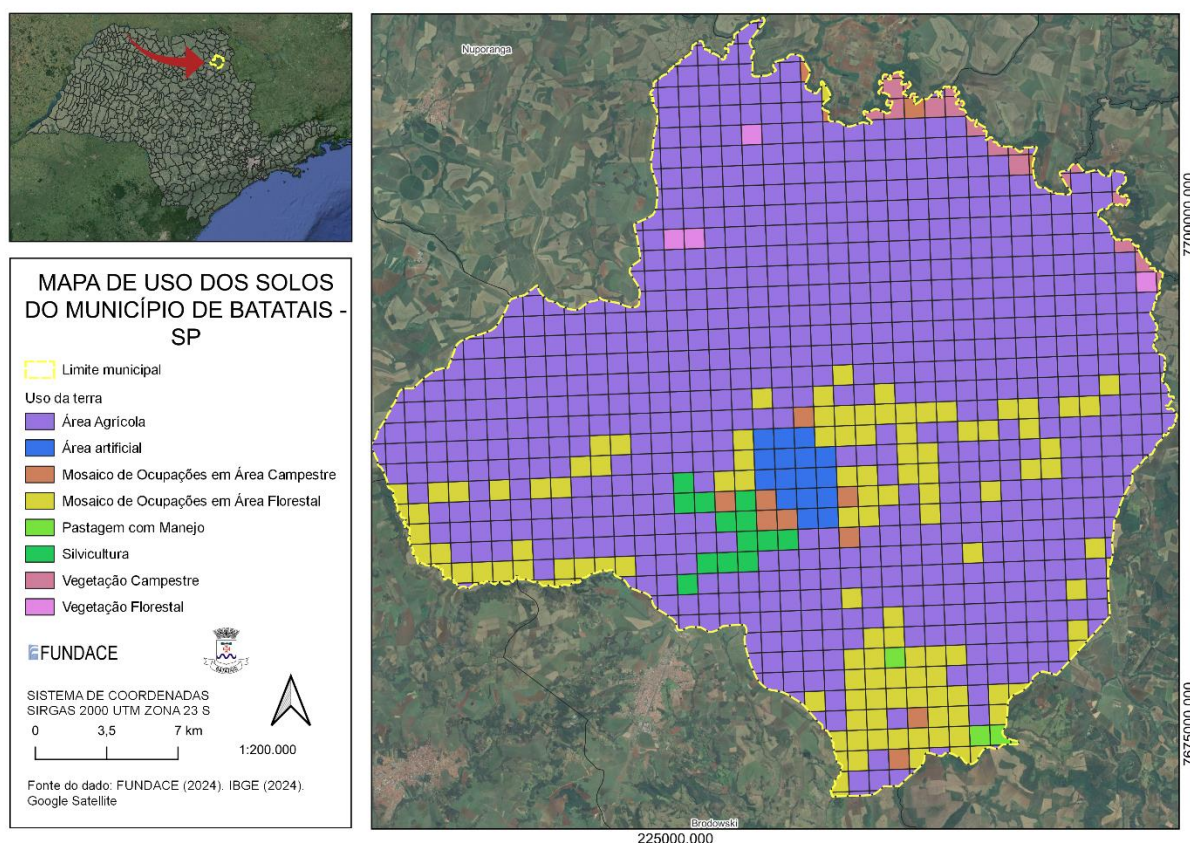 MAPA DE USO DOS SOLOS
DO MUNICÍPIO DE BATATAIS -
SP
Limite municipal
Uso da terra
Área Agrícola
Área artificial
Mosaico de Ocupações em Área Campestre
Mosaico de Ocupações em Área Florestal
Pastagem com Manejo
Silvicultura
Vegetação Campestre
Vegetação Florestal
FUNDACE
BATATAIS
SISTEMA DE COORDENADAS
SIRGAS 2000 UTM ZONA 23 S
0 3,5 7 km
1:200.000
Fonte do dado: FUNDACE (2024). IBGE (2024).
Google Satellite
Nuporanga
Brodowski
7700000.000
7675000.000
225000.000